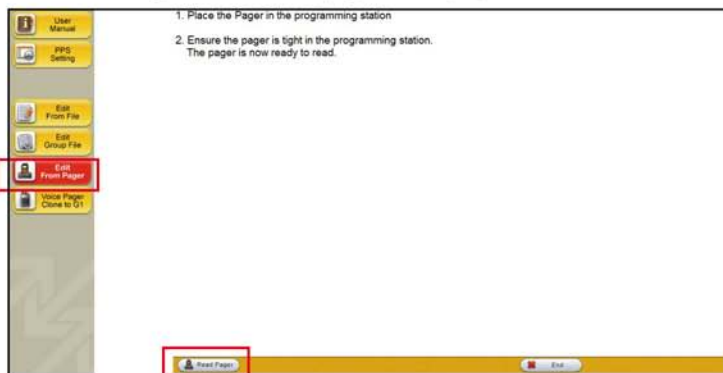 User
Manual
PPS
Setting
Edit
From File
Edit
Group File
Edit
From Pager
Voice Pager
Clone to G1
1. Place the Pager in the programming station
2. Ensure the pager is tight in the programming station.
The pager is now ready to read.
Read Pager
End